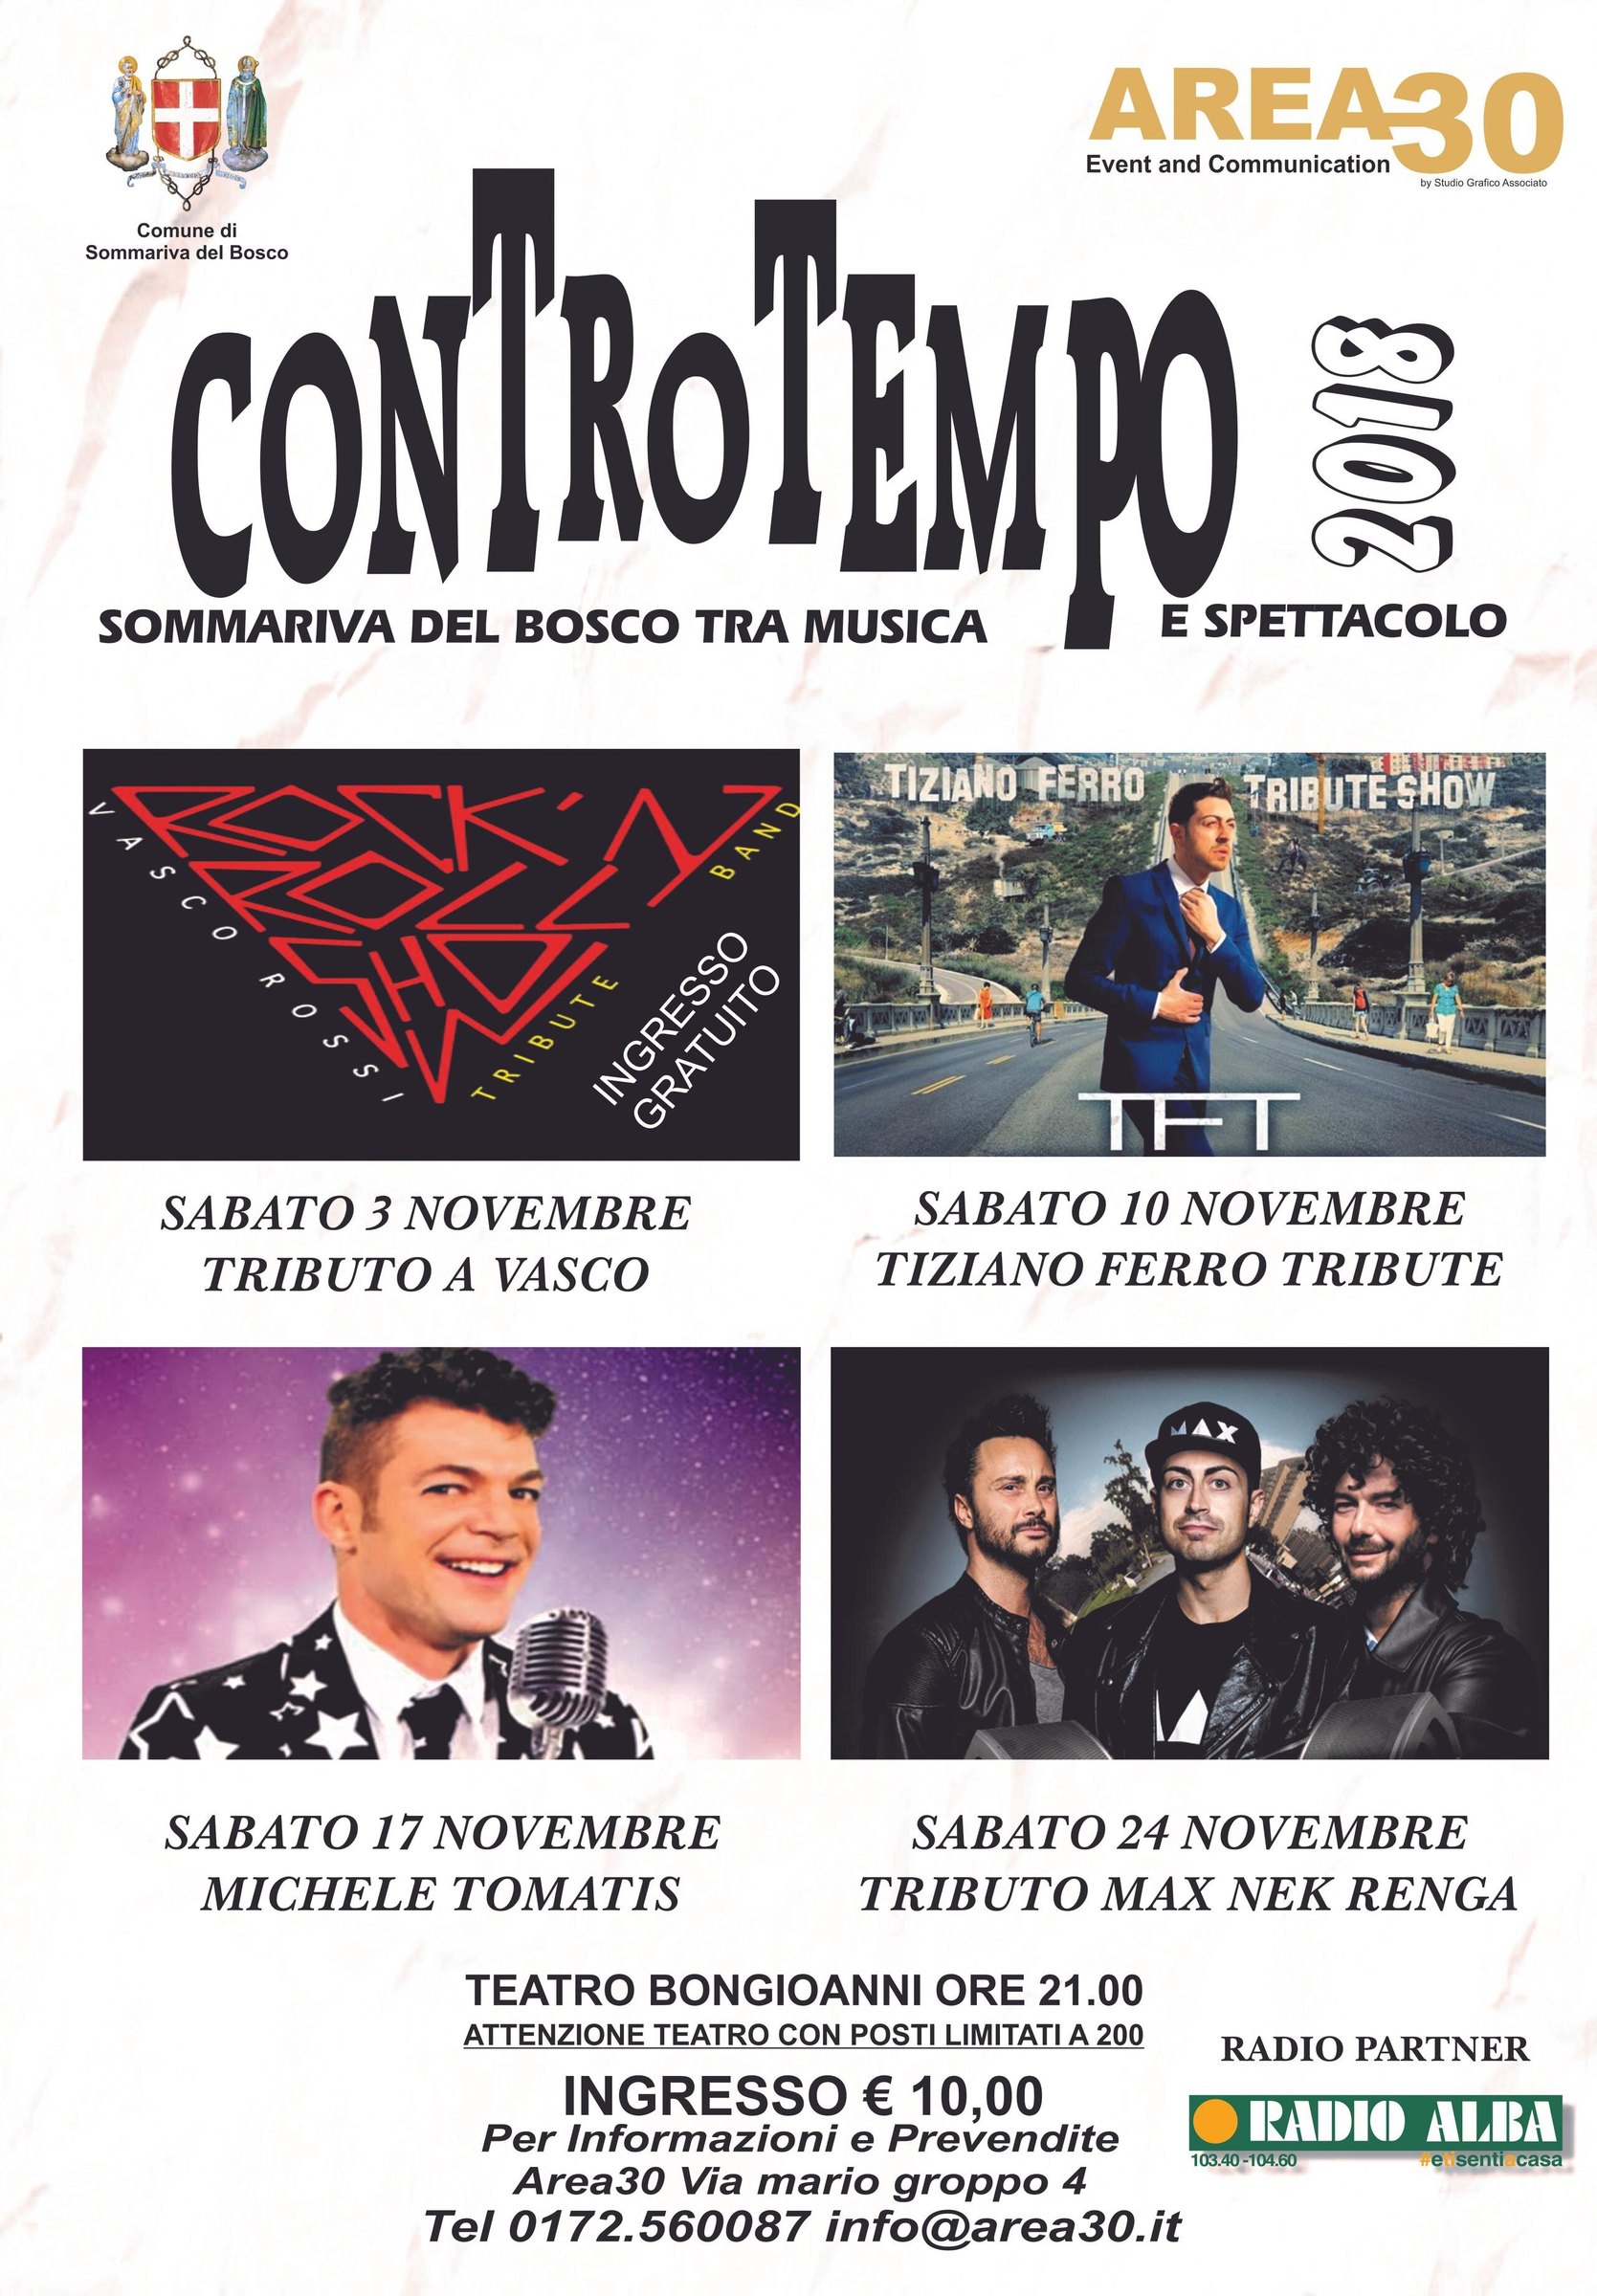 Comune di
Sommariva del Bosco
AREA30
Event and Communication
by Studio Grafico Associato
CONTROTEMPO
2018
SOMMARIVA DEL BOSCO TRA MUSICA E SPETTACOLO
ROCK'N
ROLL
SHOW
VASCO ROSSI
TRIBUTE BAND
INGRESSO
GRATUITO
TIZIANO FERRO TRIBUTE SHOW
TFT
SABATO 3 NOVEMBRE
TRIBUTO A VASCO
SABATO 10 NOVEMBRE
TIZIANO FERRO TRIBUTE
MAX
SABATO 17 NOVEMBRE
MICHELE TOMATIS
SABATO 24 NOVEMBRE
TRIBUTO MAX NEK RENGA
TEATRO BONGIOANNI ORE 21.00
ATTENZIONE TEATRO CON POSTI LIMITATI A 200
INGRESSO € 10,00
Per Informazioni e Prevendite
Area30 Via mario groppo 4
Tel 0172.560087 info@area30.it
RADIO PARTNER
RADIO ALBA
103.40 -104.60
#etisentiacasa